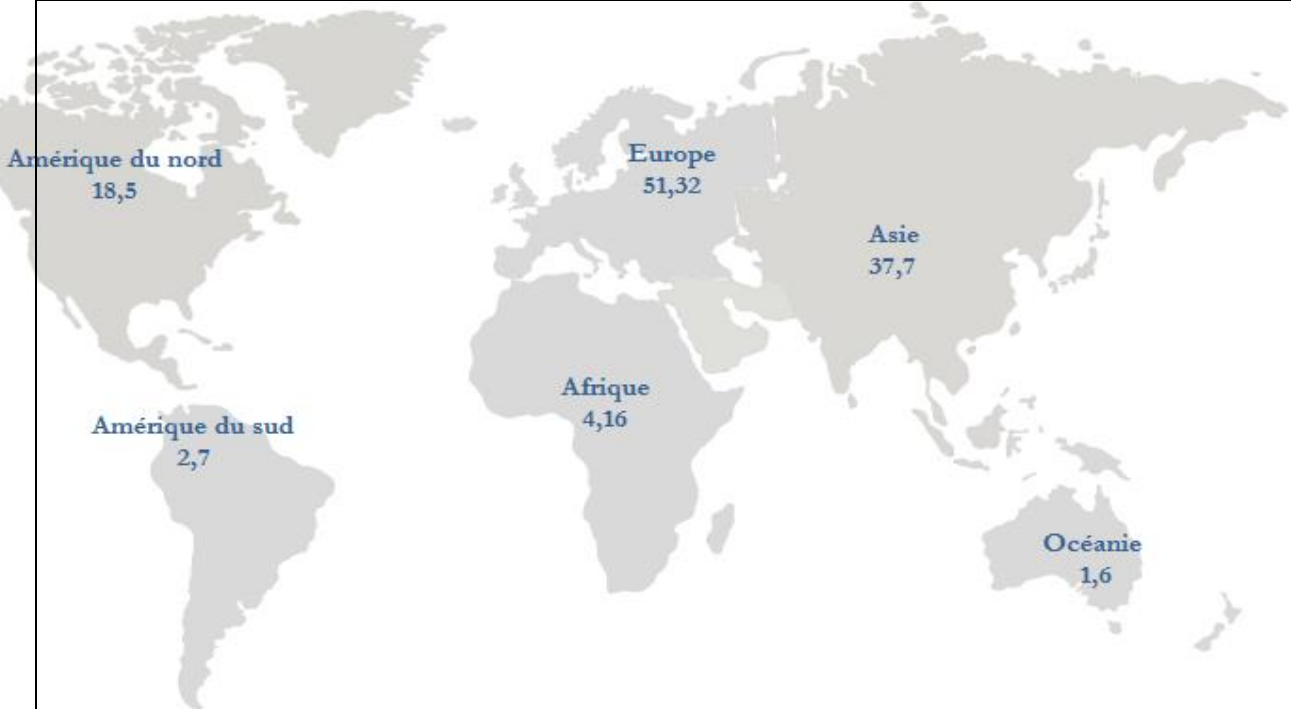 Amérique du nord
18,5
Europe
51,32
Asie
37,7
Afrique
4,16
Amérique du sud
2,7
Océanie
1,6